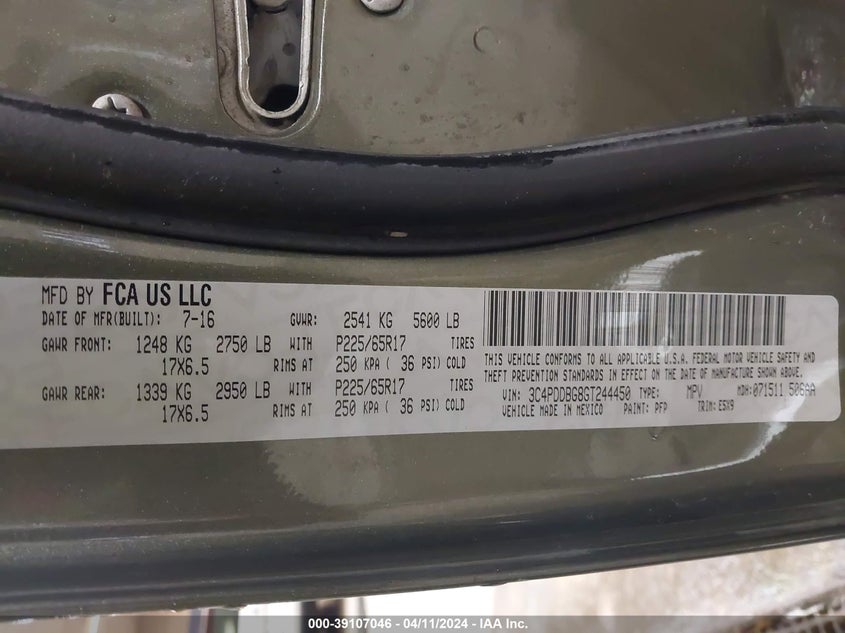 MFD BY FCA US LLC
DATE OF MFR(BUILT): 7-16 GVWR: 2541 KG 5600 LB
GAWR FRONT: 1248 KG 2750 LB WITH P225/65R17 TIRES
17X6.5 RIMS AT 250 KPA ( 36 PSI) COLD
GAWR REAR: 1339 KG 2950 LB WITH P225/65R17 TIRES
17X6.5 RIMS AT 250 KPA ( 36 PSI) COLD
THIS VEHICLE CONFORMS TO ALL APPLICABLE U.S.A. FEDERAL MOTOR VEHICLE SAFETY AND
THEFT PREVENTION STANDARDS IN EFFECT ON THE DATE OF MANUFACTURE SHOWN ABOVE.
VIN: 3C4PDDBG8GT244450 TYPE: MPV MDH: 071511 506AA
VEHICLE MADE IN MEXICO PAINT: PFP TRIM: E5X9
000-39107046 - 04/11/2024 - IAA Inc.